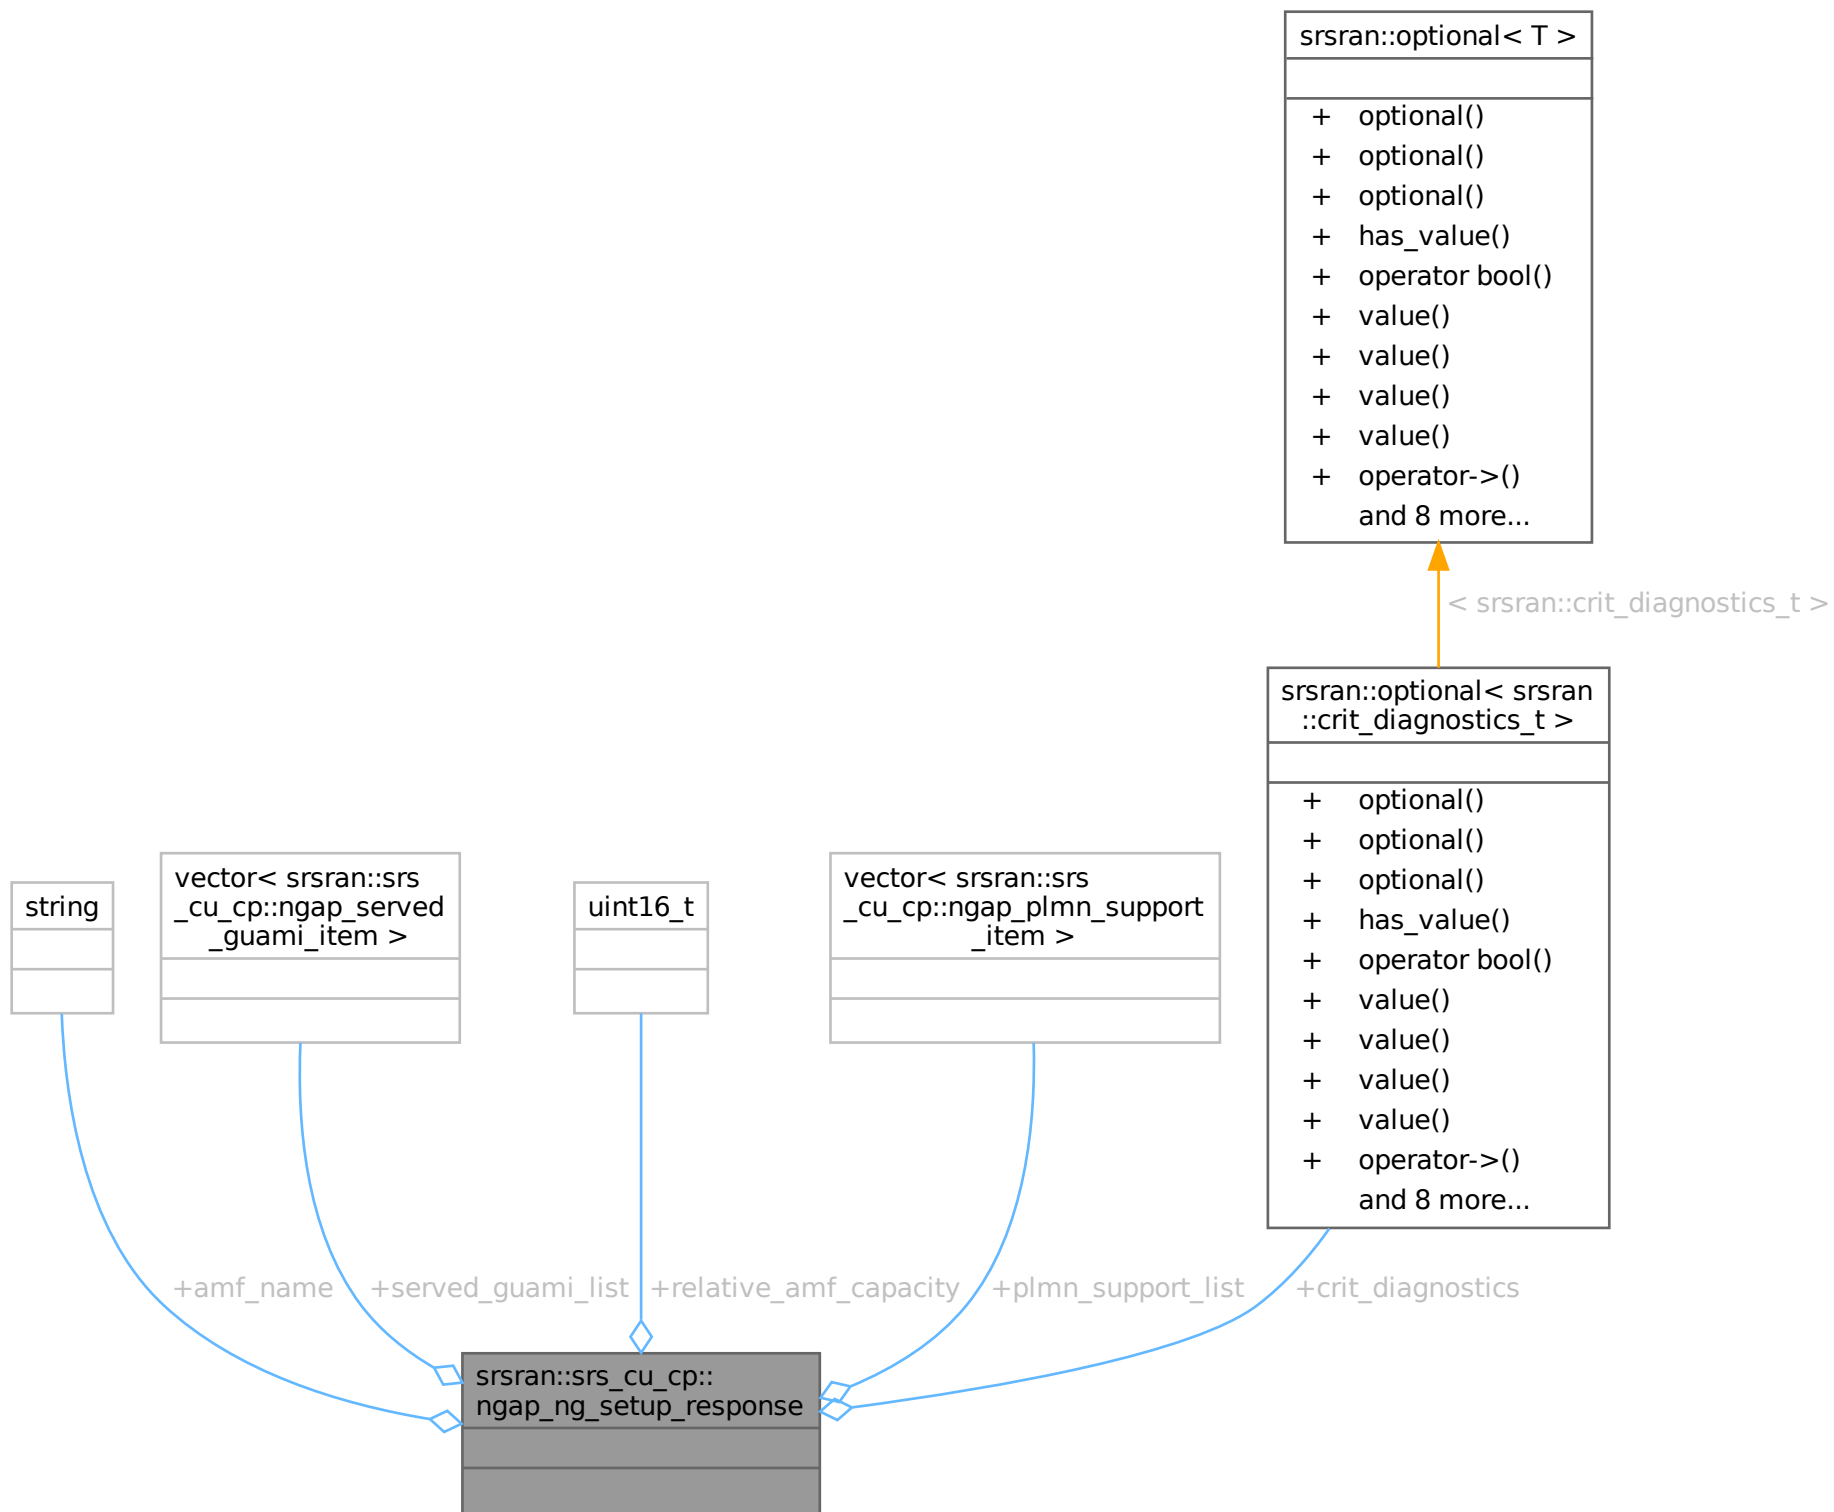 srsran::optional< T >
+ optional()
+ optional()
+ optional()
+ has_value()
+ operator bool()
+ value()
+ value()
+ value()
+ value()
+ operator->()
and 8 more...
< srsran::crit_diagnostics_t >
srsran::optional< srsran
::crit_diagnostics_t >
+ optional()
+ optional()
+ optional()
+ has_value()
+ operator bool()
+ value()
+ value()
+ value()
+ value()
+ operator->()
and 8 more...
string
vector< srsran::srs
_cu_cp::ngap_served
_guami_item >
uint16_t
vector< srsran::srs
_cu_cp::ngap_plmn_support
_item >
+amf_name
+served_guami_list
+relative_amf_capacity
+plmn_support_list
+crit_diagnostics
srsran::srs_cu_cp::
ngap_ng_setup_response